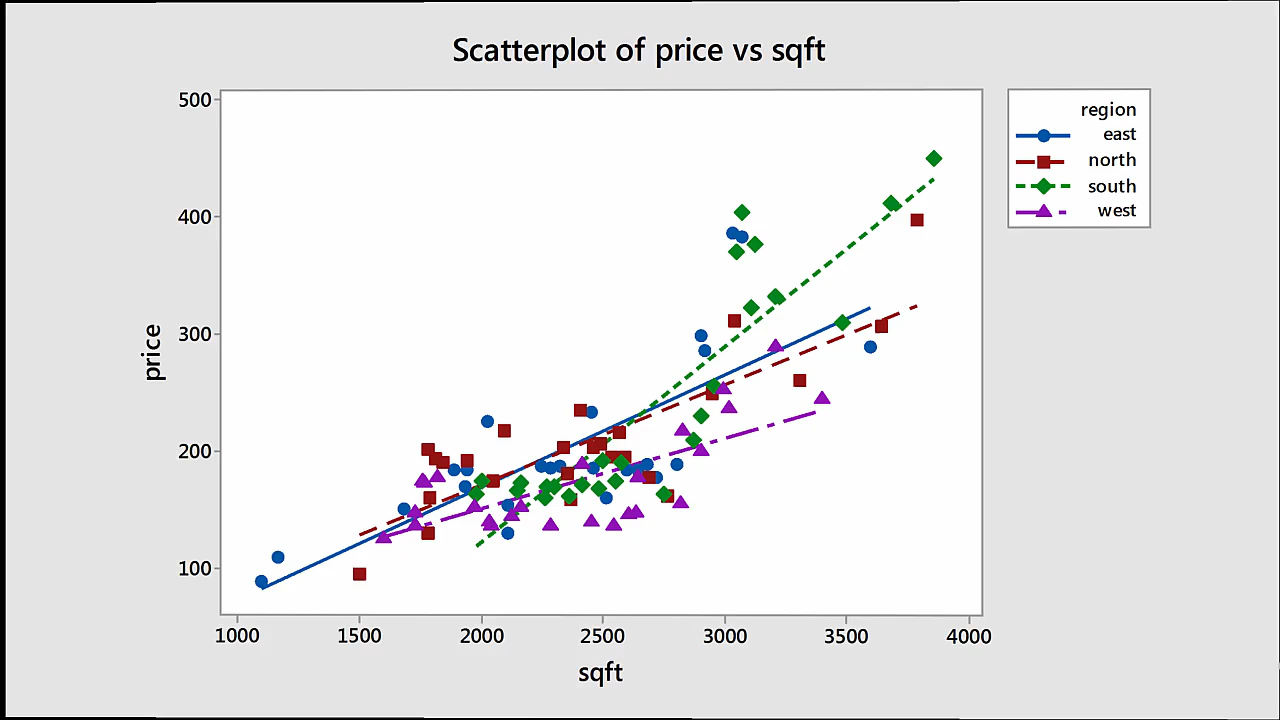 Scatterplot of price vs sqft
500
400
300
200
100
price
1000 1500 2000 2500 3000 3500 4000
sqft
region
east
north
south
west